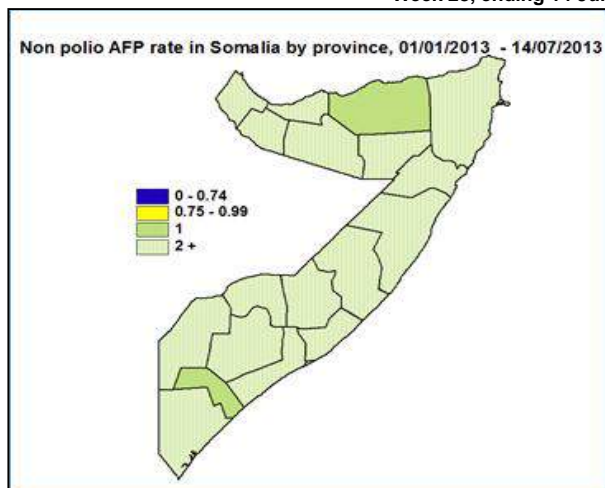 Non polio AFP rate in Somalia by province, 01/01/2013 - 14/07/2013
0 - 0.74
0.75 - 0.99
1
2 +